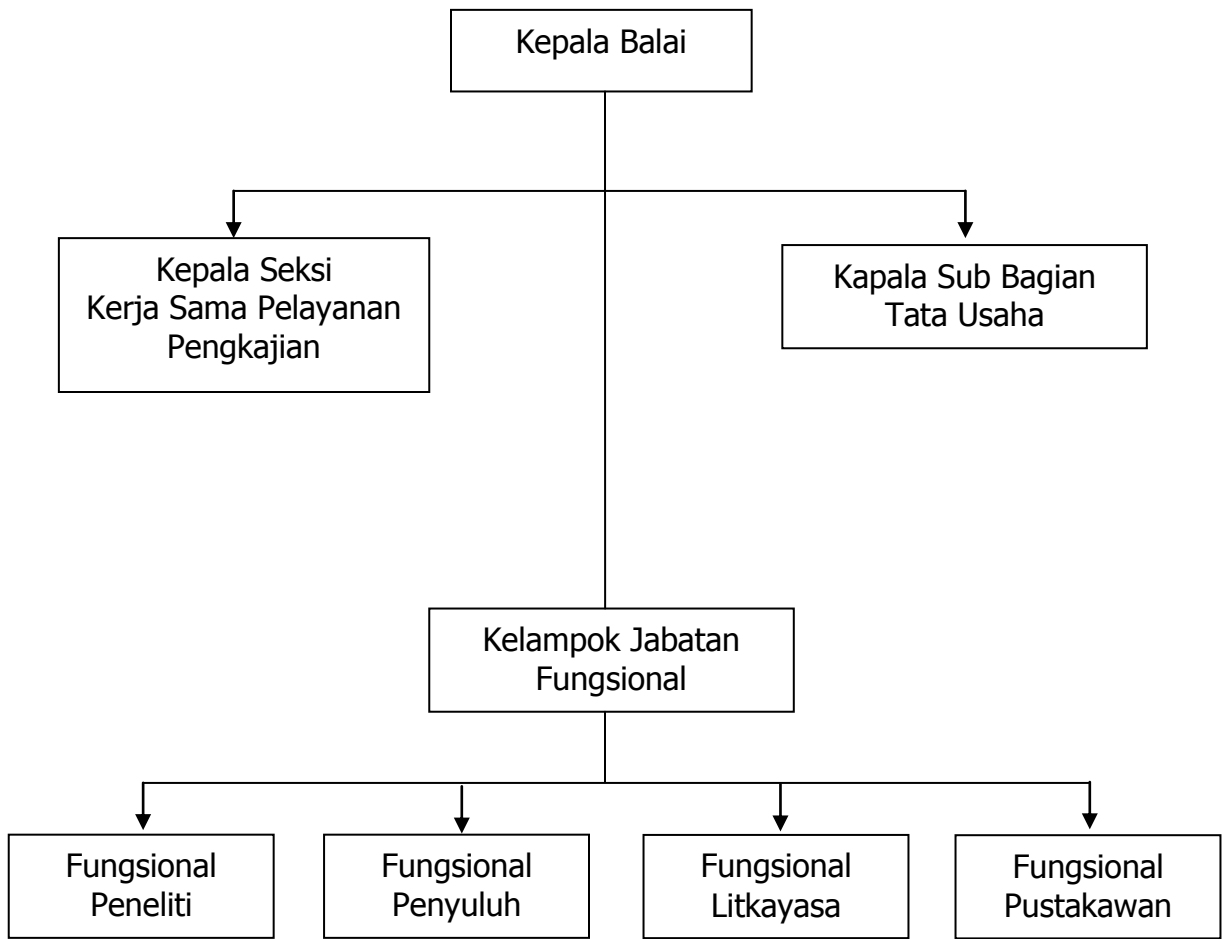 Kepala Balai
Kepala Seksi
Kerja Sama Pelayanan
Pengkajian
Kapala Sub Bagian
Tata Usaha
Kelampok Jabatan
Fungsional
Fungsional
Peneliti
Fungsional
Penyuluh
Fungsional
Litkayasa
Fungsional
Pustakawan